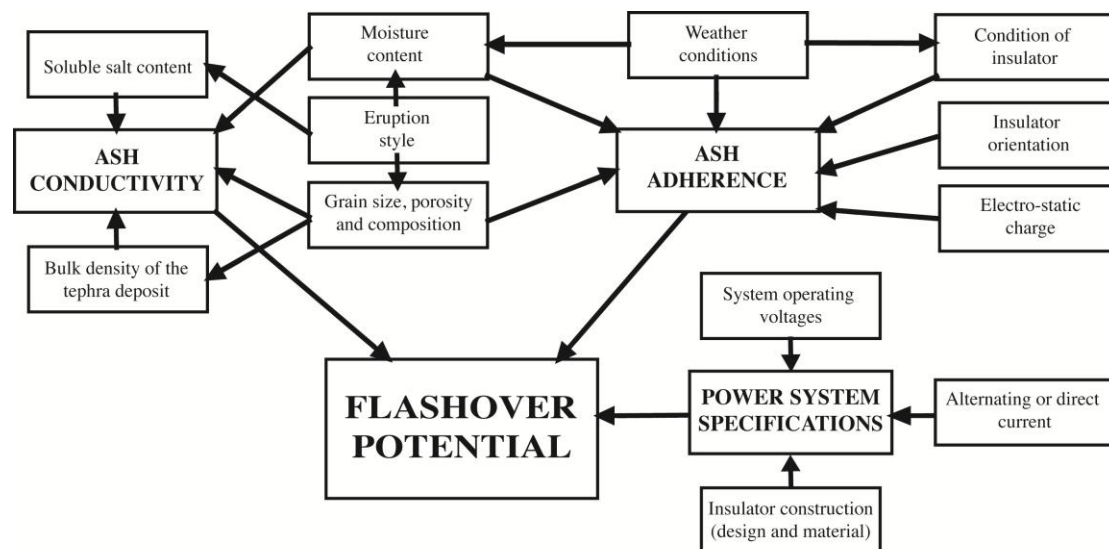 Soluble salt content
Moisture
content
Weather
conditions
Condition of
insulator
Eruption
style
ASH
CONDUCTIVITY
ASH
ADHERENCE
Insulator
orientation
Grain size, porosity
and composition
Electro-static
charge
Bulk density of the
tephra deposit
System operating
voltages
FLASHOVER
POTENTIAL
POWER SYSTEM
SPECIFICATIONS
Alternating or direct
current
Insulator construction
(design and material)